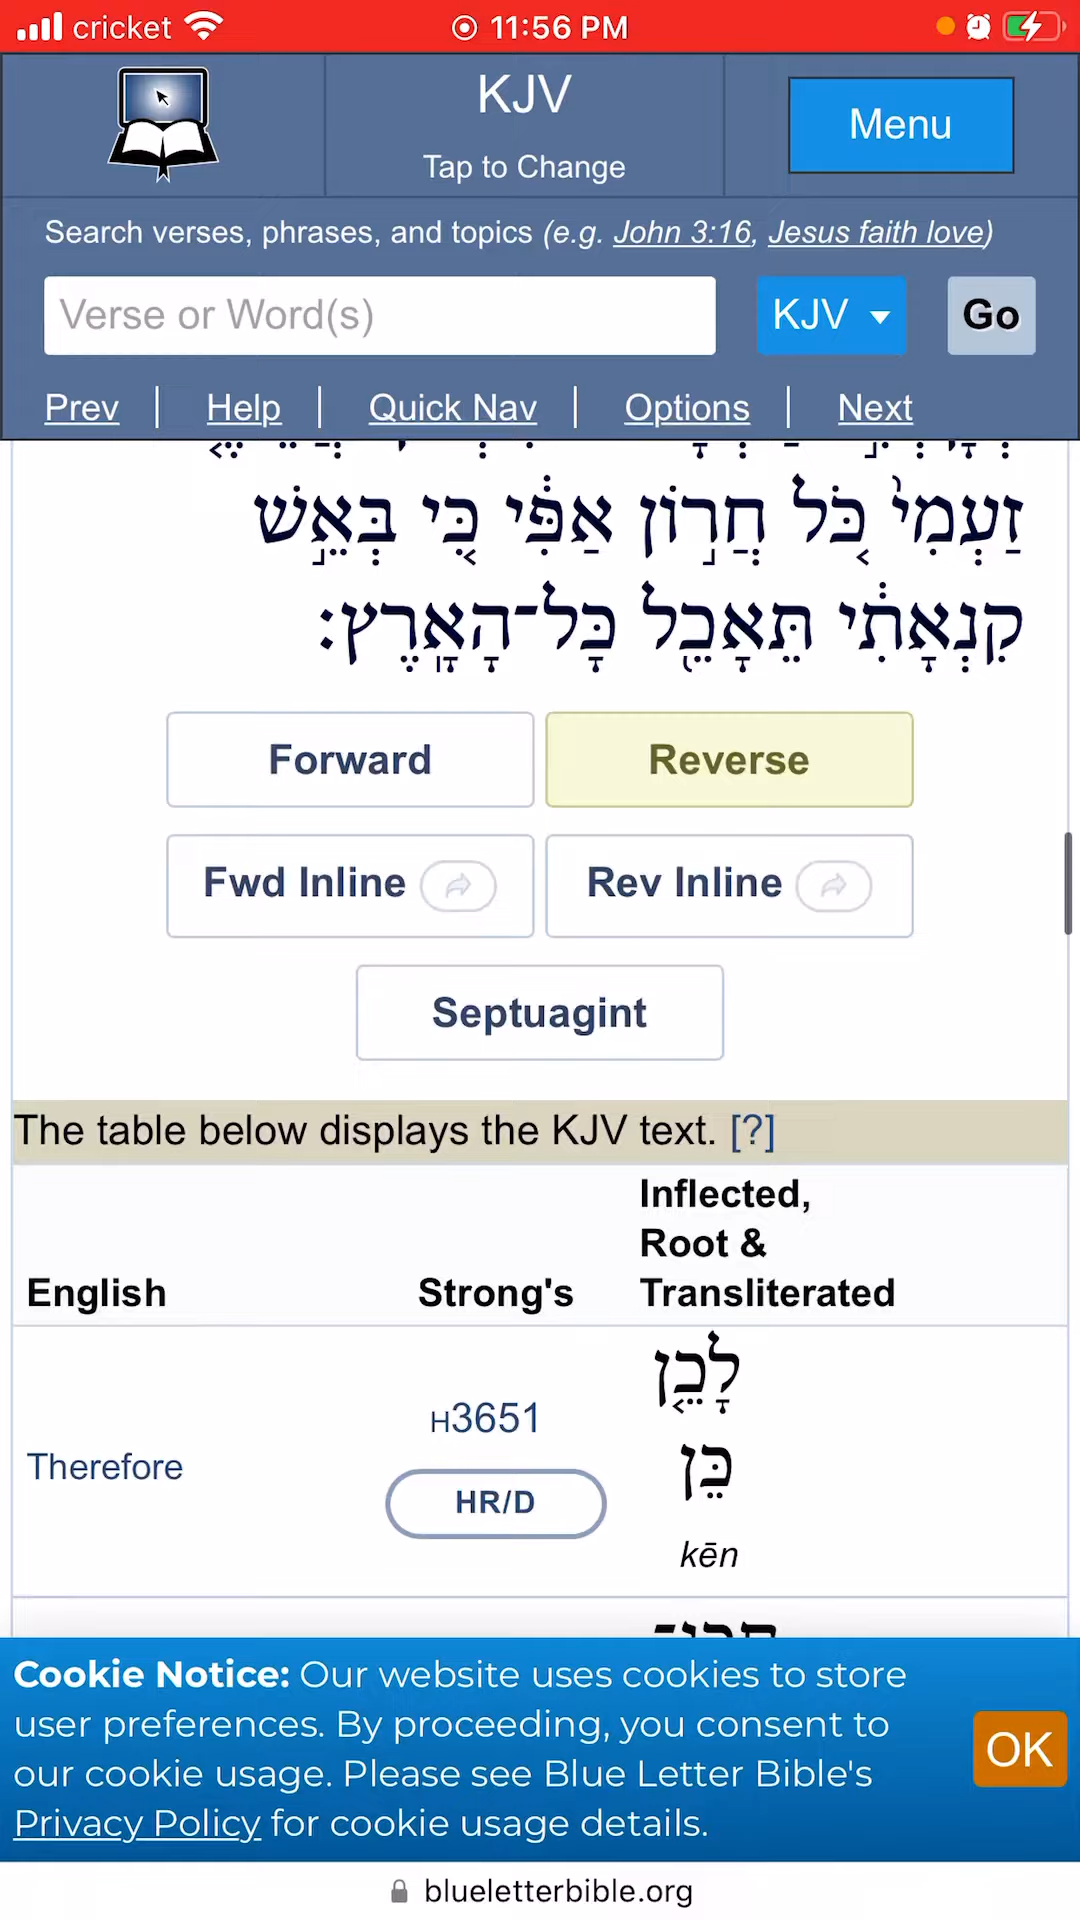 cricket 11:56 PM
KJV
Tap to Change
Menu
Search verses, phrases, and topics (e.g. John 3:16, Jesus faith love)
Verse or Word(s)
KJV
Go
Prev | Help | Quick Nav | Options | Next
זַעְמִי֙ כֹּ֚ל חֲר֣וֹן אַפִּ֔י כִּ֚י בְּאֵ֣שׁ
קִנְאָתִ֔י תֵּאָכֵ֖ל כָּל־הָאָֽרֶץ׃
Forward
Reverse
Fwd Inline
Rev Inline
Septuagint
The table below displays the KJV text. [?]
English
Strong's
Inflected,
Root &
Transliterated
Therefore
H3651
HR/D
לָכֵ֤ן
כֵּן
kēn
Cookie Notice: Our website uses cookies to store
user preferences. By proceeding, you consent to
our cookie usage. Please see Blue Letter Bible's
Privacy Policy for cookie usage details.
OK
blueletterbible.org